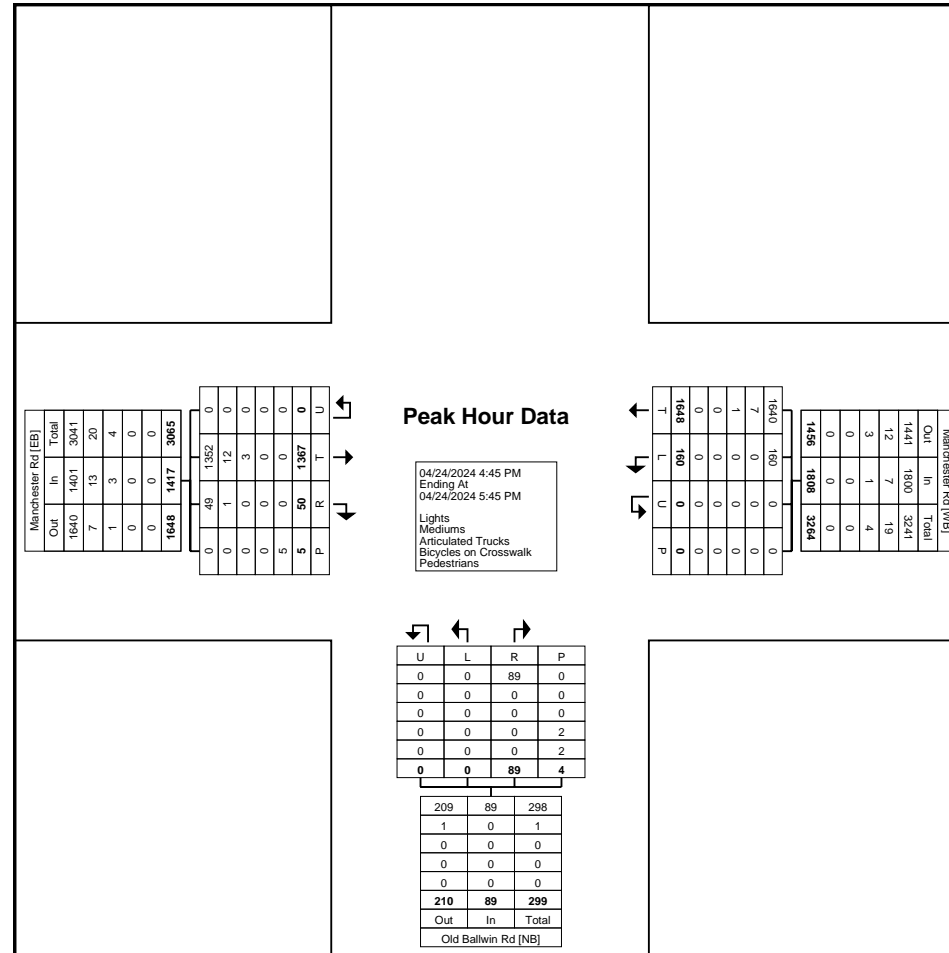 Manchester Rd [EB]
Out In Total
1640 1401 3041
7 13 20
1 3 4
0 0 0
0 0 0
1648 1417 3065
0 49 1352 0
0 1 12 0
0 0 3 0
0 0 0 0
5 0 0 0
5 50 1367 0
P R T U
Peak Hour Data
04/24/2024 4:45 PM
Ending At
04/24/2024 5:45 PM
Lights
Mediums
Articulated Trucks
Bicycles on Crosswalk
Pedestrians
Manchester Rd [WB]
Out In Total
1441 1800 3241
12 7 19
3 1 4
0 0 0
0 0 0
1456 1808 3264
1640 160 0 0
7 0 0 0
1 0 0 0
0 0 0 0
0 0 0 0
1648 160 0 0
T L U P
U L R P
0 0 89 0
0 0 0 0
0 0 0 0
0 0 0 2
0 0 0 2
0 0 89 4
209 89 298
1 0 1
0 0 0
0 0 0
0 0 0
210 89 299
Out In Total
Old Ballwin Rd [NB]